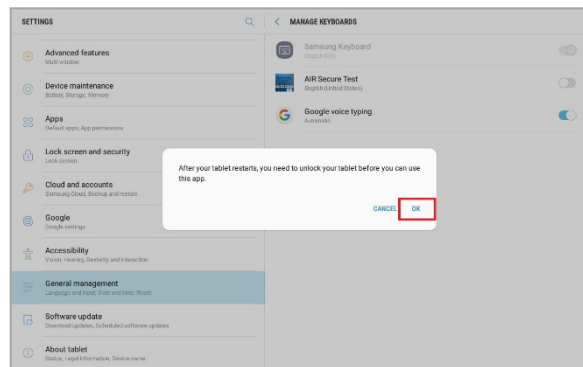 SETTINGS
MANAGE KEYBOARDS
Advanced features
Multi window
Device maintenance
Battery, Storage, Memory
Apps
Default apps, App permissions
Lock screen and security
Lock screen
Cloud and accounts
Samsung Cloud, Backup and restore
Google
Google settings
Accessibility
Vision, Hearing, Dexterity and interaction
General management
Language and input, Date and time, Reset
Software update
Download updates, Scheduled software updates
About tablet
Status, Legal information, Device name
Samsung Keyboard
English (US)
AIR Secure Test
English (United States)
Google voice typing
Automatic
After your tablet restarts, you need to unlock your tablet before you can use
this app.
CANCEL OK